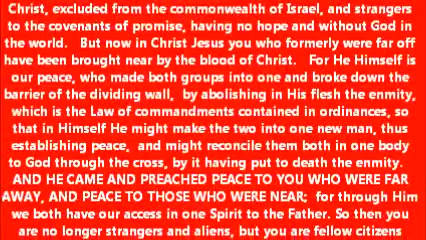 Christ, excluded from the commonwealth of Israel, and strangers
to the covenants of promise, having no hope and without God in
the world.   But now in Christ Jesus you who formerly were far off
have been brought near by the blood of Christ.   For He Himself is
our peace, who made both groups into one and broke down the
barrier of the dividing wall,  by abolishing in His flesh the enmity,
which is the Law of commandments contained in ordinances, so
that in Himself He might make the two into one new man, thus
establishing peace,  and might reconcile them both in one body
to God through the cross, by it having put to death the enmity.
AND HE CAME AND PREACHED PEACE TO YOU WHO WERE FAR
AWAY, AND PEACE TO THOSE WHO WERE NEAR;  for through Him
we both have our access in one Spirit to the Father. So then you
are no longer strangers and aliens, but you are fellow citizens